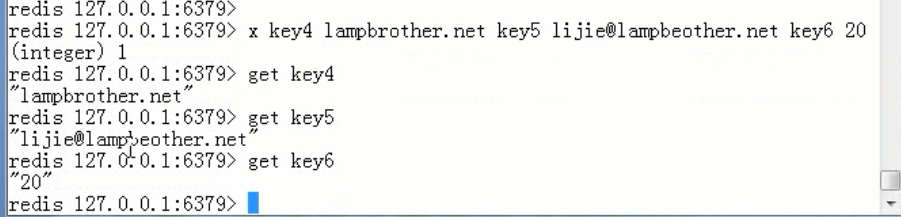 redis 127.0.0.1:6379>
redis 127.0.0.1:6379> x key4 lampbrother.net key5 lijie@lampbeother.net key6 20
(integer) 1
redis 127.0.0.1:6379> get key4
"lampbrother.net"
redis 127.0.0.1:6379> get key5
"lijie@lampbeother.net"
redis 127.0.0.1:6379> get key6
"20"
redis 127.0.0.1:6379>